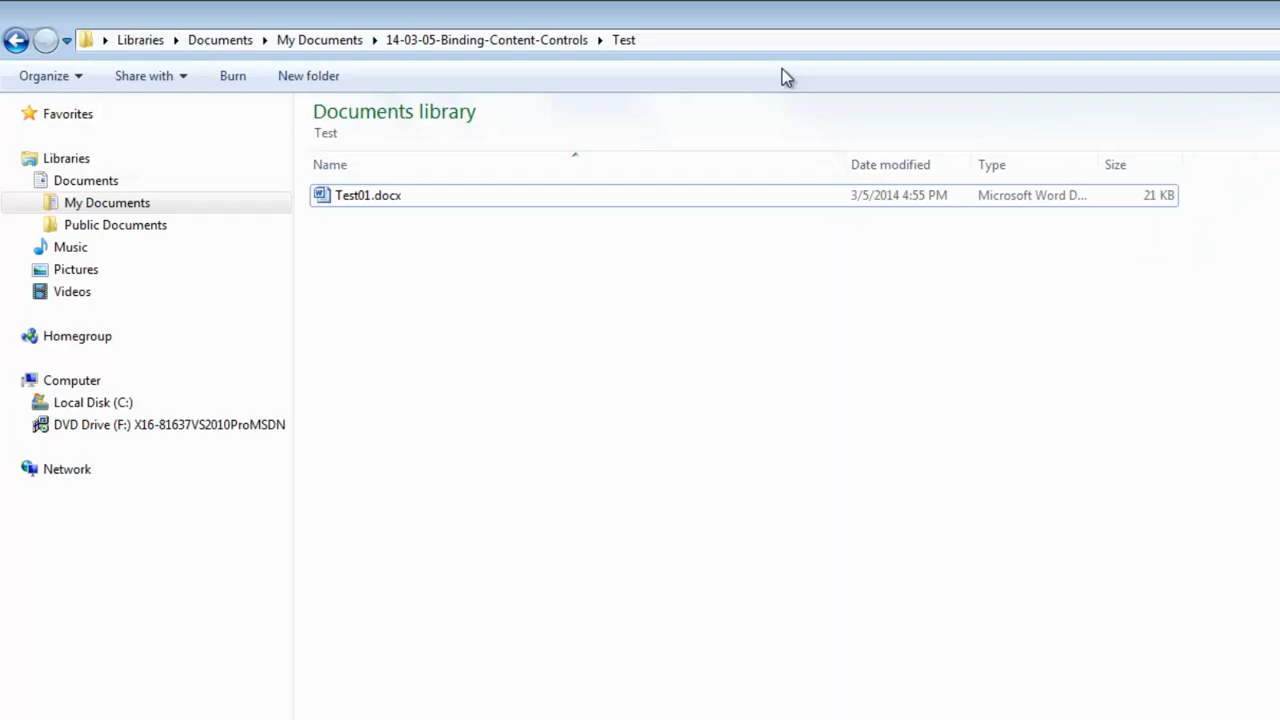 Libraries Documents My Documents 14-03-05-Binding-Content-Controls Test
Organize Share with Burn New folder
Favorites
Libraries
Documents
My Documents
Public Documents
Music
Pictures
Videos
Homegroup
Computer
Local Disk (C:)
DVD Drive (F:) X16-81637VS2010ProMSDN
Network
Documents library
Test
Name Date modified Type Size
Test01.docx 3/5/2014 4:55 PM Microsoft Word D... 21 KB